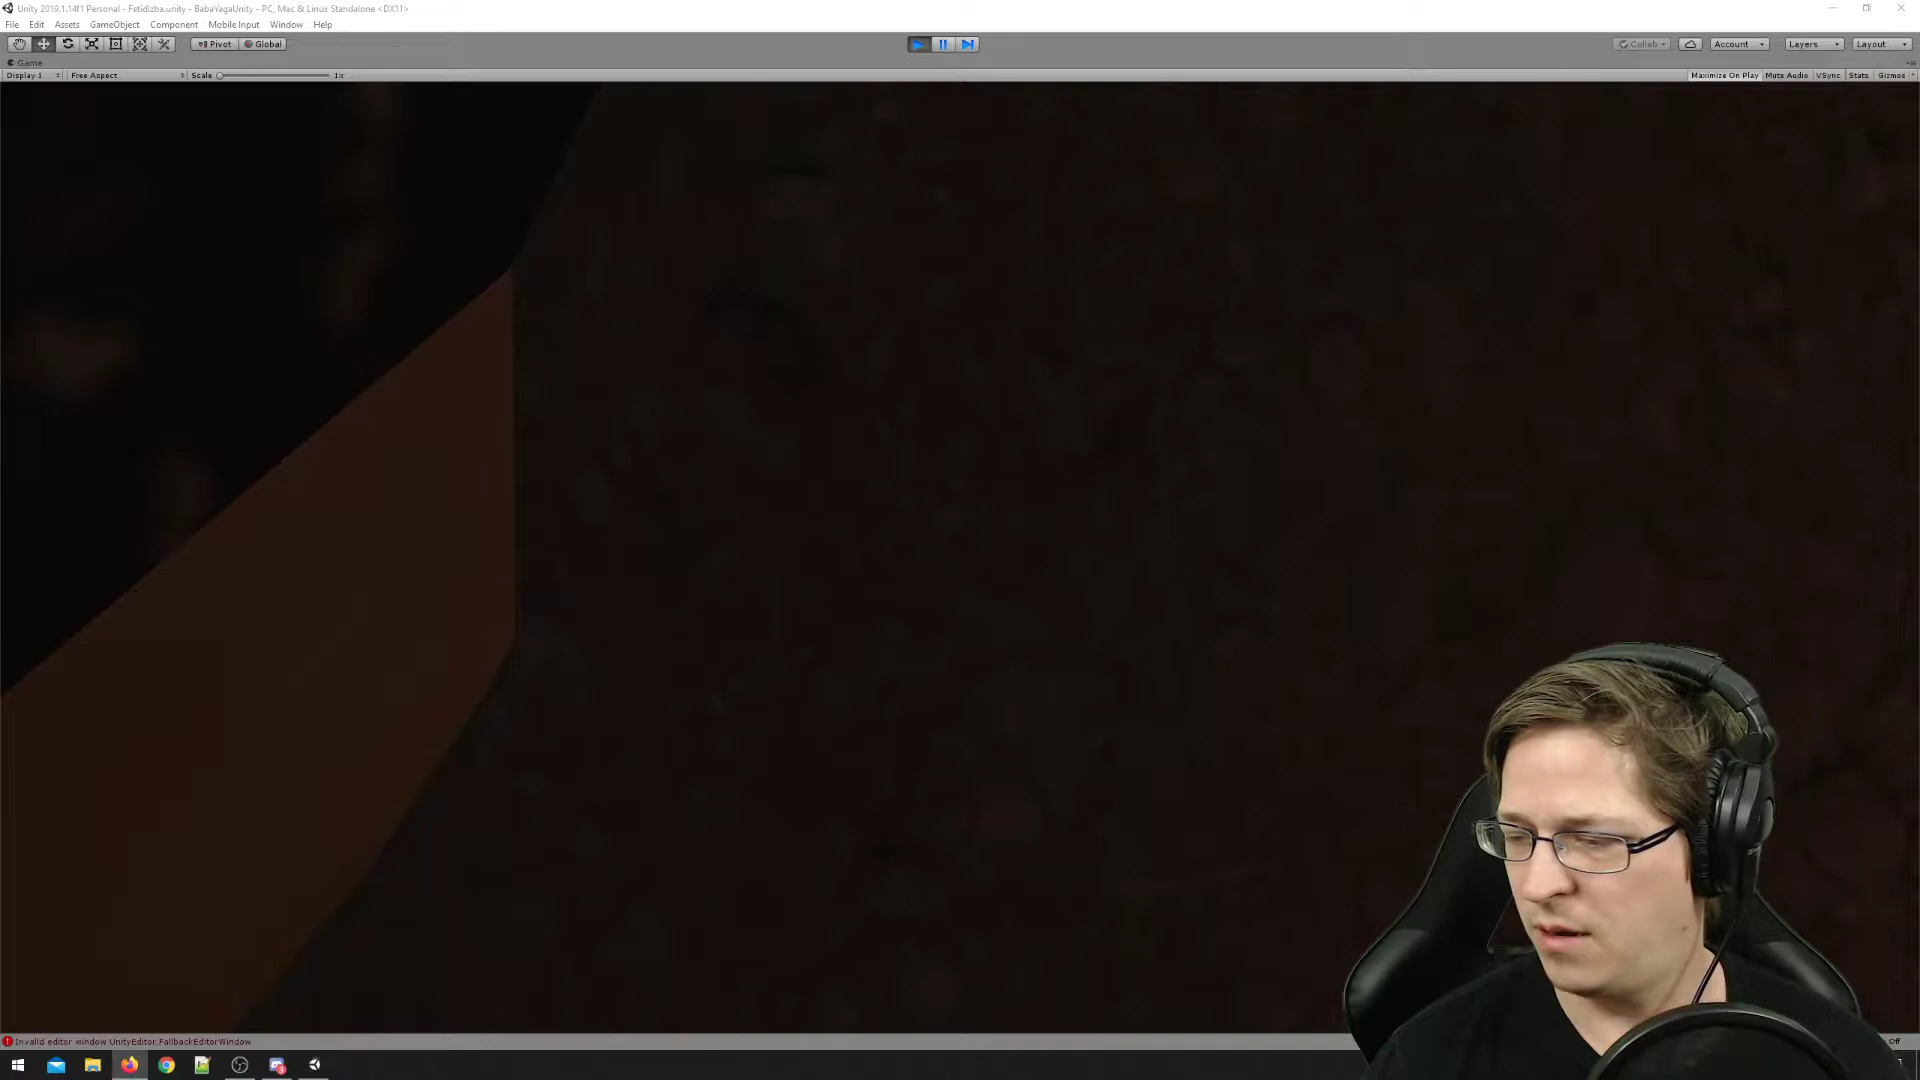 Unity 2019.1.14f1 Personal - Fetidizba.unity - BabaYagaUnity - PC, Mac & Linux Standalone <DX11>
File Edit Assets GameObject Component Mobile Input Window Help
Pivot Global Collab Account Layers Layout
Game
Display 1 Free Aspect Scale 1x Maximize On Play Mute Audio VSync Stats Gizmos
Invalid editor window UnityEditor.FallbackEditorWindow
Off